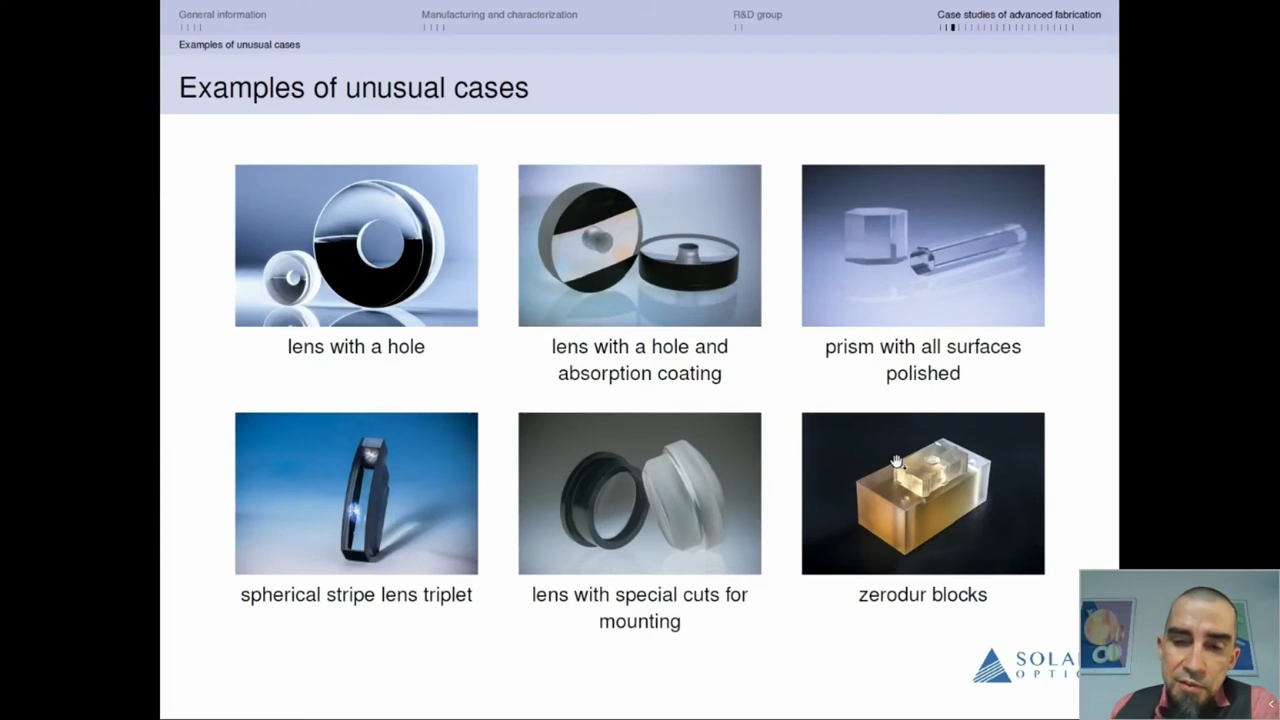 General information
Manufacturing and characterization
R&D group
Case studies of advanced fabrication
Examples of unusual cases
Examples of unusual cases
lens with a hole
lens with a hole and
absorption coating
prism with all surfaces
polished
spherical stripe lens triplet
lens with special cuts for
mounting
zerodur blocks